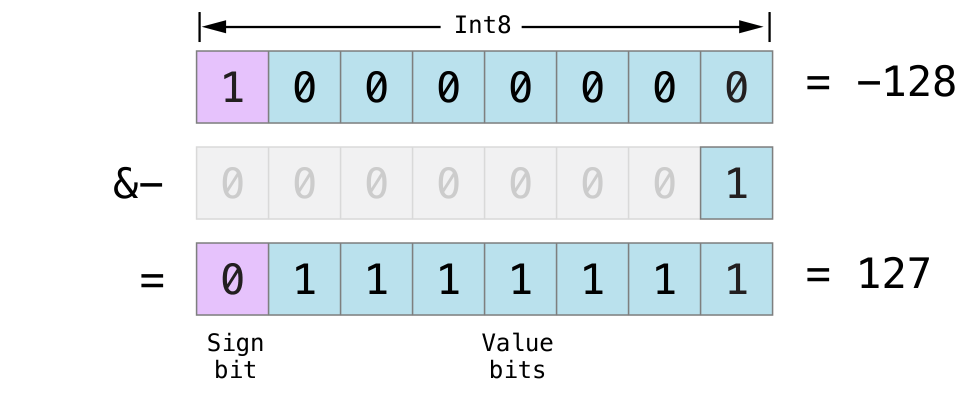 Int8
1 0 0 0 0 0 0 0 = −128
&− 0 0 0 0 0 0 0 1
= 0 1 1 1 1 1 1 1 = 127
Sign Value
bit bits